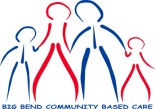 BIG BEND COMMUNITY BASED CARE